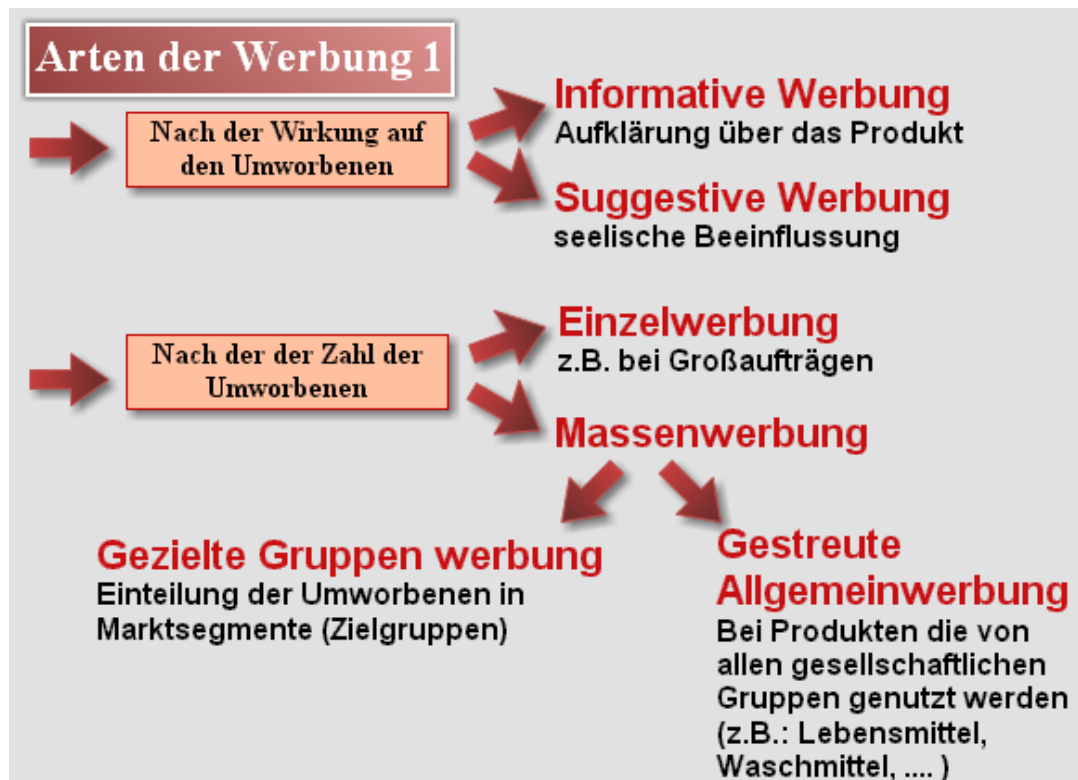 Arten der Werbung 1
Nach der Wirkung auf
den Umworbenen
Informative Werbung
Aufklärung über das Produkt
Suggestive Werbung
seelische Beeinflussung
Nach der der Zahl der
Umworbenen
Einzelwerbung
z.B. bei Großaufträgen
Massenwerbung
Gezielte Gruppen werbung
Einteilung der Umworbenen in
Marktsegmente (Zielgruppen)
Gestreute
Allgemeinwerbung
Bei Produkten die von
allen gesellschaftlichen
Gruppen genutzt werden
(z.B.: Lebensmittel,
Waschmittel, .... )